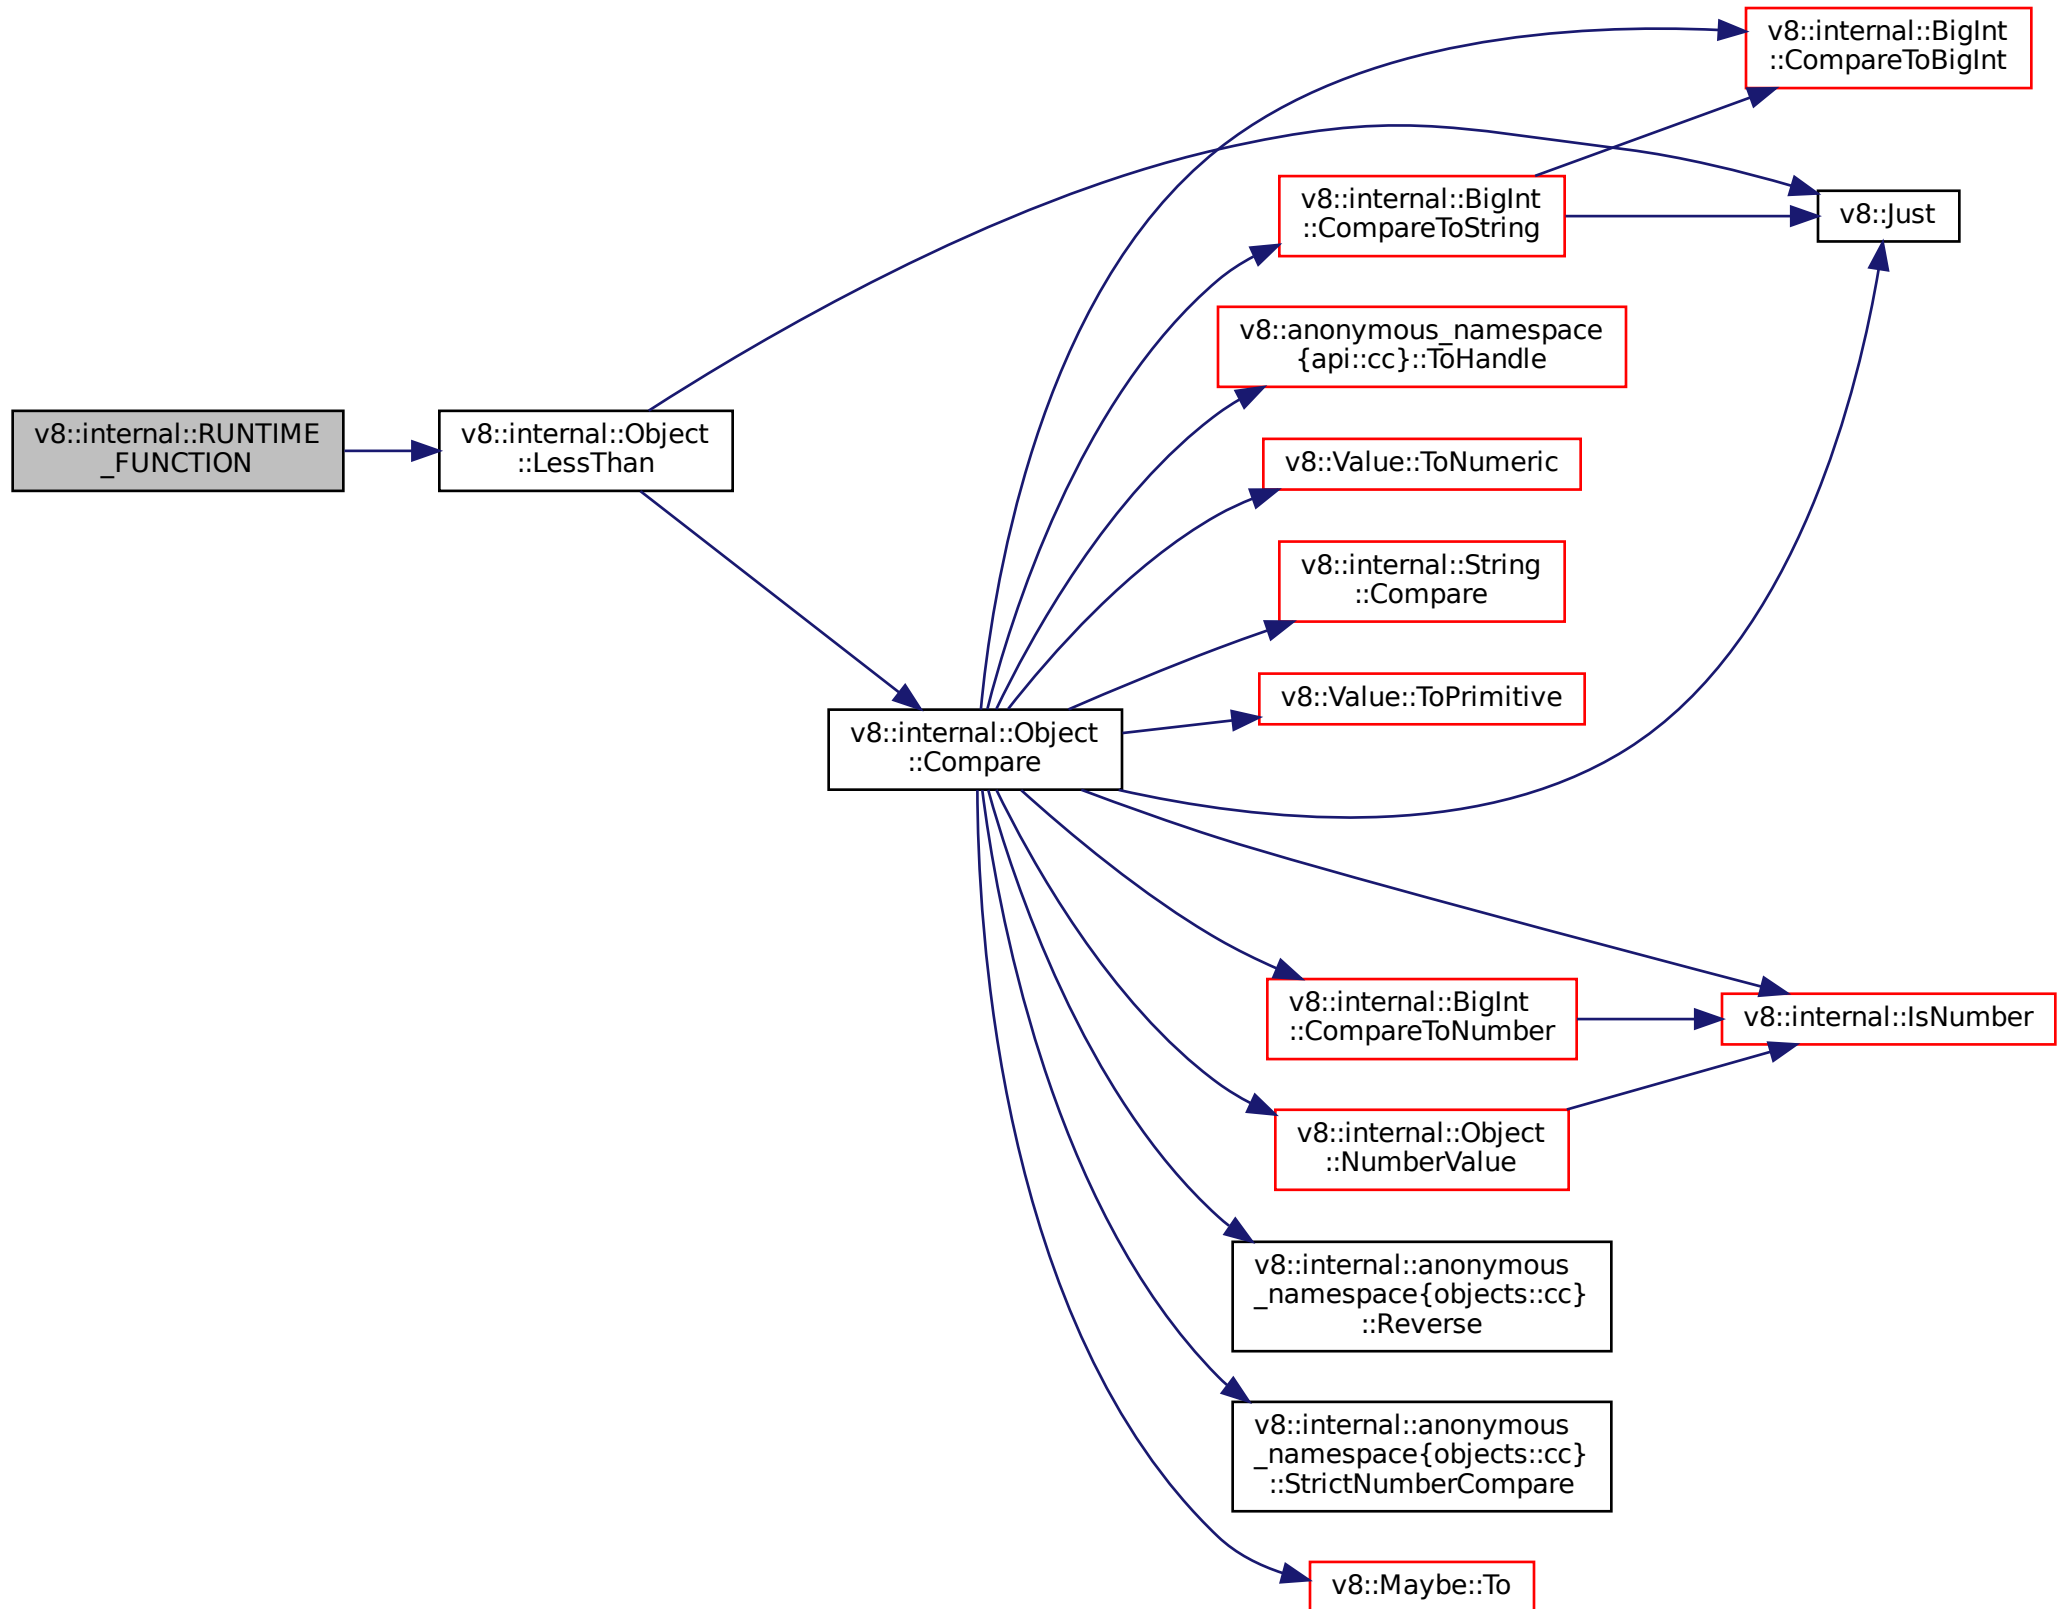 v8::internal::RUNTIME
_FUNCTION
v8::internal::Object
::LessThan
v8::internal::Object
::Compare
v8::internal::BigInt
::CompareToBigInt
v8::internal::BigInt
::CompareToString
v8::Just
v8::anonymous_namespace
{api::cc}::ToHandle
v8::Value::ToNumeric
v8::internal::String
::Compare
v8::Value::ToPrimitive
v8::internal::BigInt
::CompareToNumber
v8::internal::IsNumber
v8::internal::Object
::NumberValue
v8::internal::anonymous
_namespace{objects::cc}
::Reverse
v8::internal::anonymous
_namespace{objects::cc}
::StrictNumberCompare
v8::Maybe::To